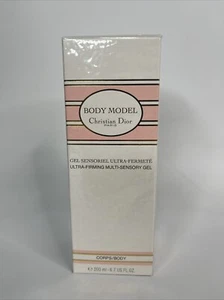 BODY MODEL
Christian Dior
PARIS
GEL SENSORIEL ULTRA-FERMETÉ
ULTRA-FIRMING MULTI-SENSORY GEL
CORPS/BODY